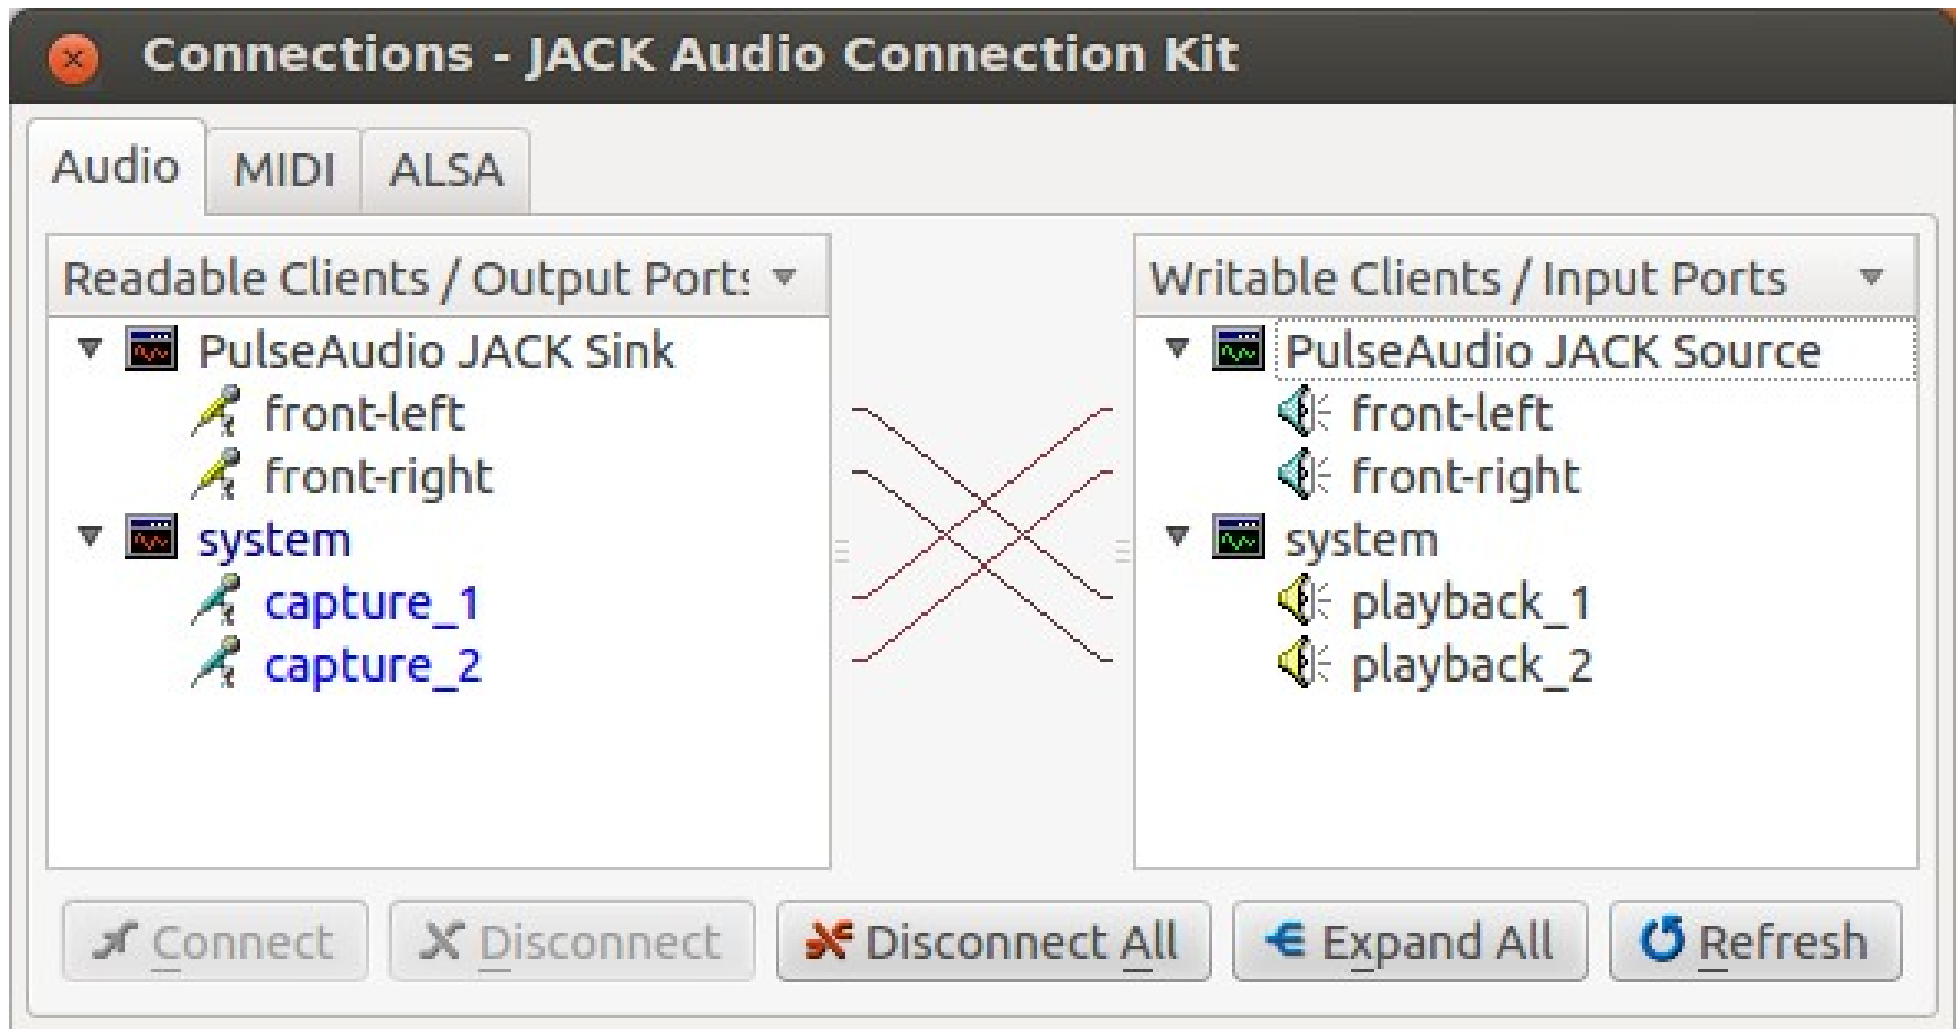 Connections - JACK Audio Connection Kit
Audio MIDI ALSA
Readable Clients / Output Ports
PulseAudio JACK Sink
front-left
front-right
system
capture_1
capture_2
Writable Clients / Input Ports
PulseAudio JACK Source
front-left
front-right
system
playback_1
playback_2
Connect Disconnect Disconnect All Expand All Refresh